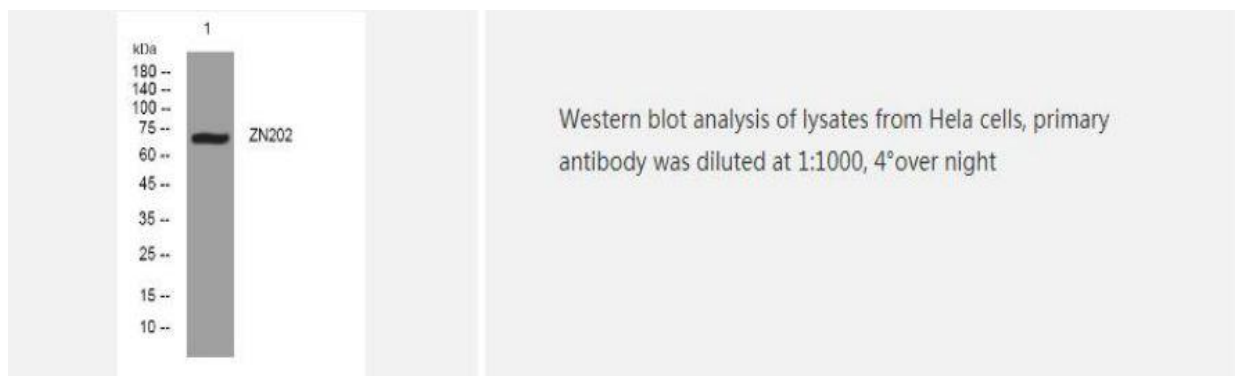 1
kDa
180 --
140 --
100 --
75 --
ZN202
60 --
45 --
35 --
25 --
15 --
10 --
Western blot analysis of lysates from Hela cells, primary
antibody was diluted at 1:1000, 4°over night